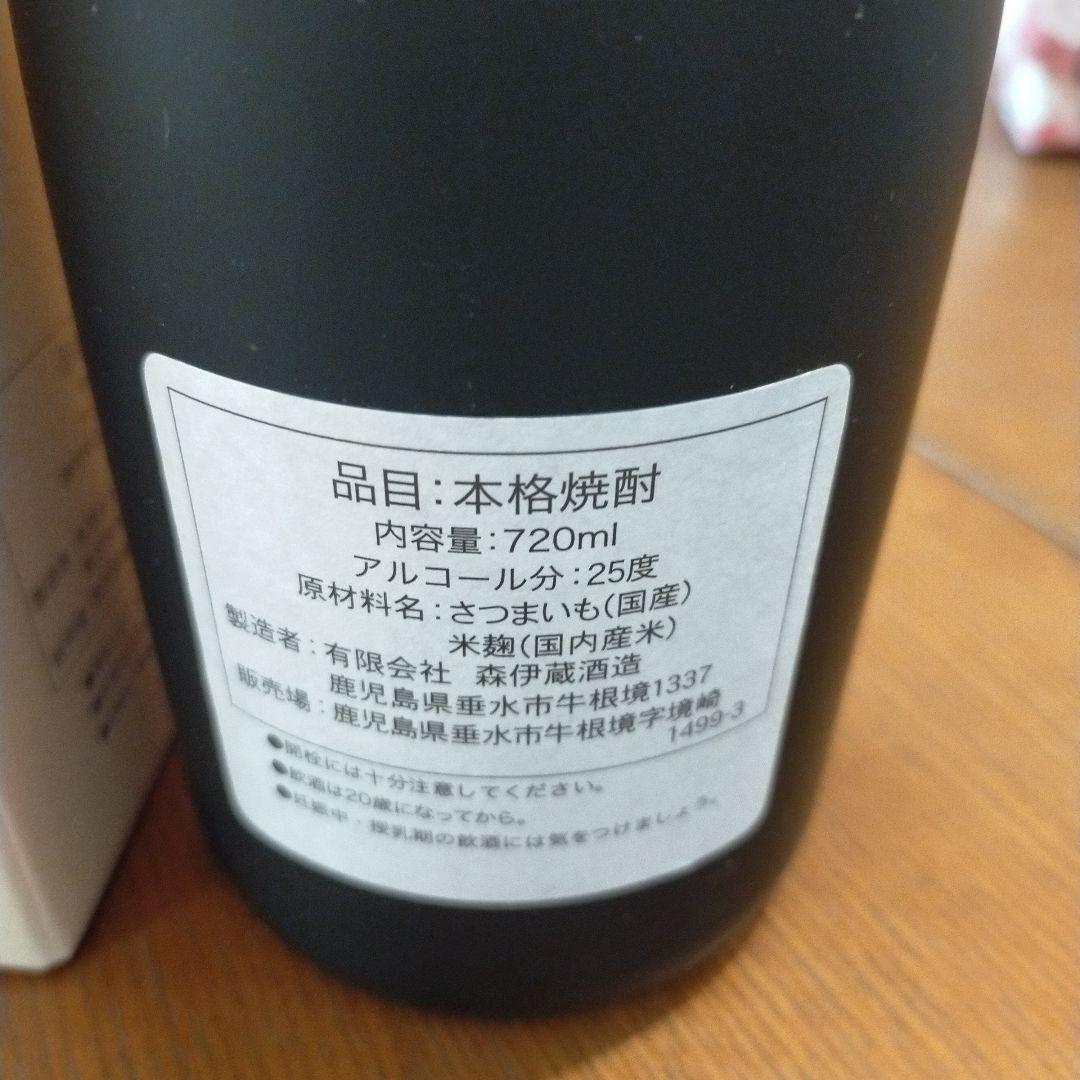 品目:本格焼酎
内容量:720ml
アルコール分:25度
原材料名:さつまいも(国産)
米麹(国内産米)
製造者:有限会社 森伊蔵酒造
鹿児島県垂水市牛根境1337
販売場:鹿児島県垂水市牛根境字境崎
1499-3
●開栓には十分注意してください。
●飲酒は20歳になってから。
●妊娠中・授乳期の飲酒には気をつけましょう。